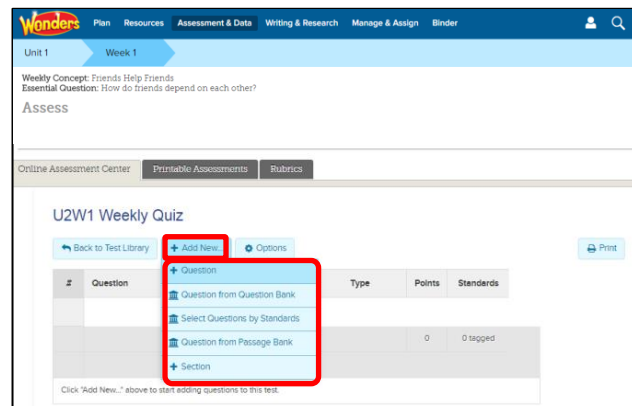 Wonders Plan Resources Assessment & Data Writing & Research Manage & Assign Binder
Unit 1 Week 1
Weekly Concept: Friends Help Friends
Essential Question: How do friends depend on each other?
Assess
Online Assessment Center Printable Assessments Rubrics
U2W1 Weekly Quiz
Back to Test Library + Add New... Options Print
# Question Type Points Standards
+ Question
Question from Question Bank
Select Questions by Standards
Question from Passage Bank 0 0 tagged
+ Section
Click "Add New..." above to start adding questions to this test.